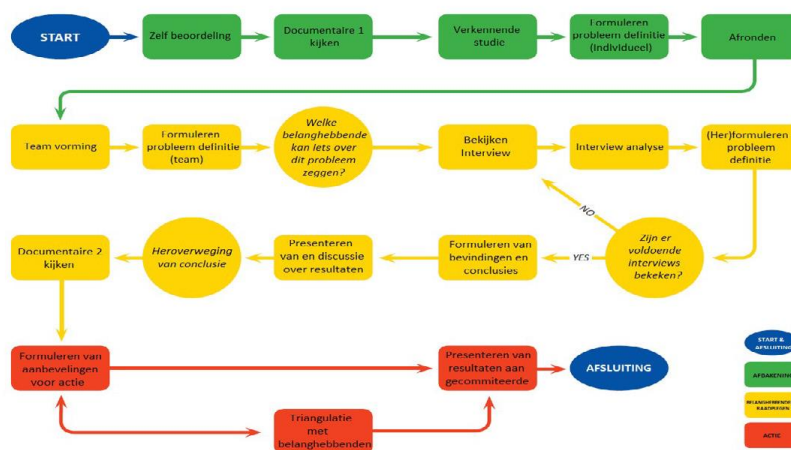 START
Zelf beoordeling
Documentaire 1
kijken
Verkennende
studie
Formuleren
probleem definitie
(Individueel)
Afronden
Team vorming
Formuleren
probleem definitie
(team)
Welke
belanghebbende
kan iets over
dit probleem
zeggen?
Bekijken
Interview
Interview analyse
(Her)formuleren
probleem
definitie
NO
Documentaire 2
kijken
Heroverweging
van conclusie
Presenteren
van en discussie
over resultaten
Formuleren van
bevindingen en
conclusies
YES
Zijn er
voldoende
interviews
bekeken?
Formuleren van
aanbevelingen
voor actie
Presenteren van
resultaten aan
gecommiteerde
AFSLUITING
Triangulatie
met
belanghebbenden
START &
AFSLUITING
AFBAKENING
RAADPLEGEN
ACTIE